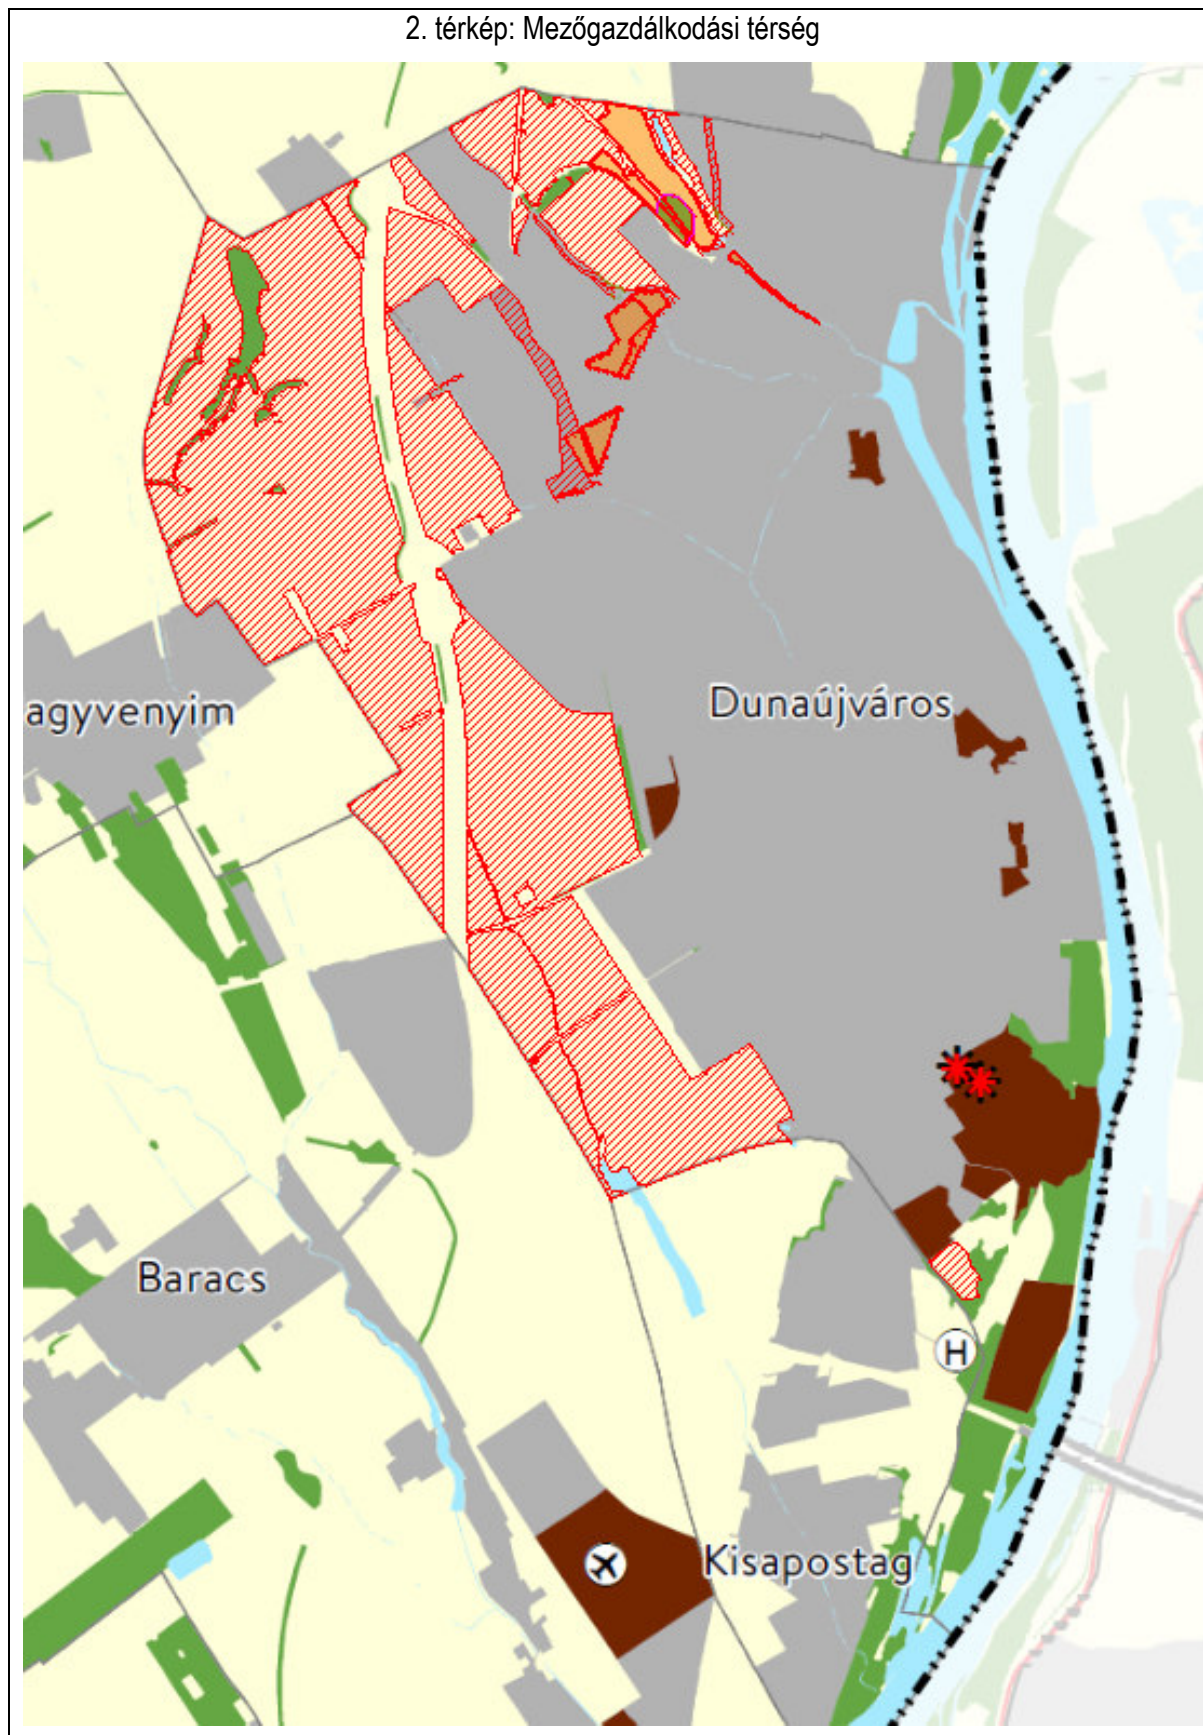 2. térkép: Mezőgazdálkodási térség
Dunaújváros
agyvenyim
Baracs
H
Kisapostag